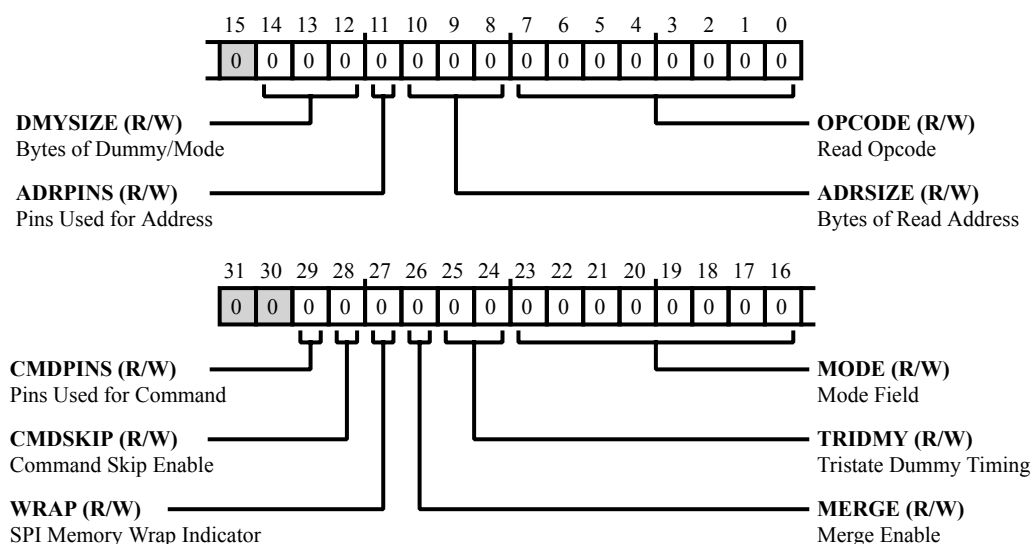 15 14 13 12 11 10 9 8 7 6 5 4 3 2 1 0
0 0 0 0 0 0 0 0 0 0 0 0 0 0 0 0
DMYSIZE (R/W)
Bytes of Dummy/Mode
OPCODE (R/W)
Read Opcode
ADRPINS (R/W)
Pins Used for Address
ADRSIZE (R/W)
Bytes of Read Address
31 30 29 28 27 26 25 24 23 22 21 20 19 18 17 16
0 0 0 0 0 0 0 0 0 0 0 0 0 0 0 0
CMDPINS (R/W)
Pins Used for Command
MODE (R/W)
Mode Field
CMDSKIP (R/W)
Command Skip Enable
TRIDMY (R/W)
Tristate Dummy Timing
WRAP (R/W)
SPI Memory Wrap Indicator
MERGE (R/W)
Merge Enable